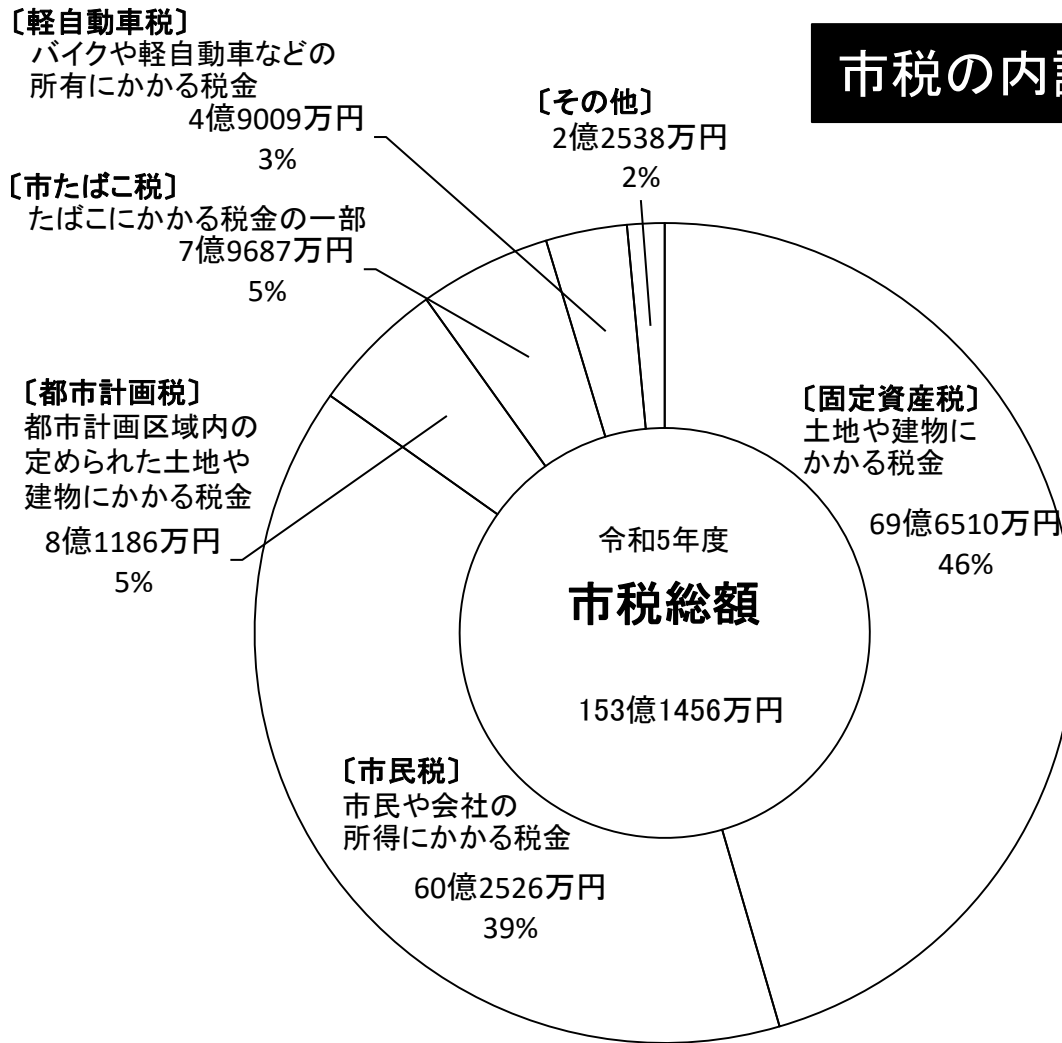 市税の内
〔軽自動車税〕
バイクや軽自動車などの
所有にかかる税金
4億9009万円
3%
〔その他〕
2億2538万円
2%
〔市たばこ税〕
たばこにかかる税金の一部
7億9687万円
5%
〔都市計画税〕
都市計画区域内の
定められた土地や
建物にかかる税金
8億1186万円
5%
〔固定資産税〕
土地や建物に
かかる税金
69億6510万円
46%
令和5年度
市税総額
153億1456万円
〔市民税〕
市民や会社の
所得にかかる税金
60億2526万円
39%